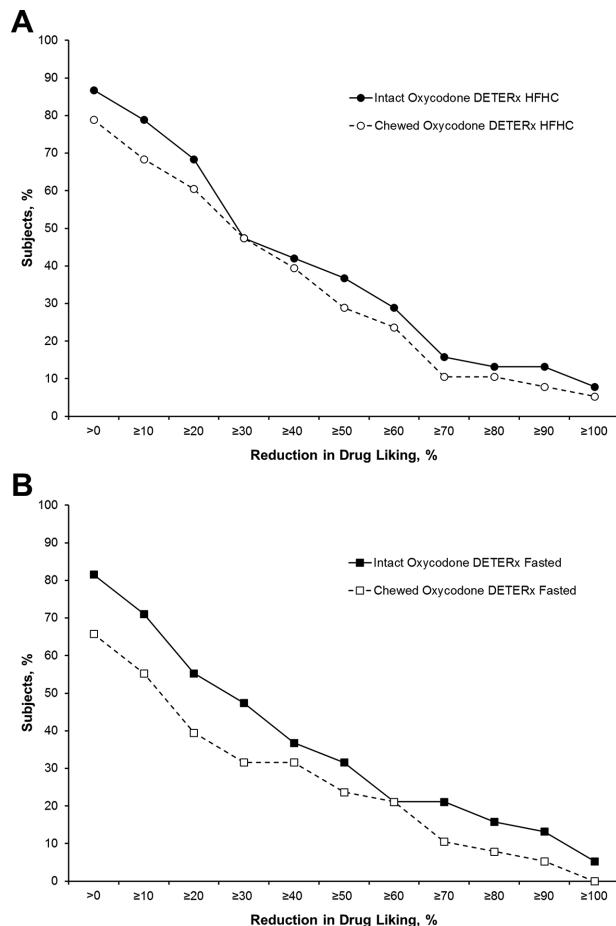 A
100
90
80
70
60
50
40
30
20
10
0
Subjects, %
Intact Oxycodone DETERx HFHC
Chewed Oxycodone DETERx HFHC
>0 ≥10 ≥20 ≥30 ≥40 ≥50 ≥60 ≥70 ≥80 ≥90 ≥100
Reduction in Drug Liking, %
B
100
90
80
70
60
50
40
30
20
10
0
Subjects, %
Intact Oxycodone DETERx Fasted
Chewed Oxycodone DETERx Fasted
>0 ≥10 ≥20 ≥30 ≥40 ≥50 ≥60 ≥70 ≥80 ≥90 ≥100
Reduction in Drug Liking, %